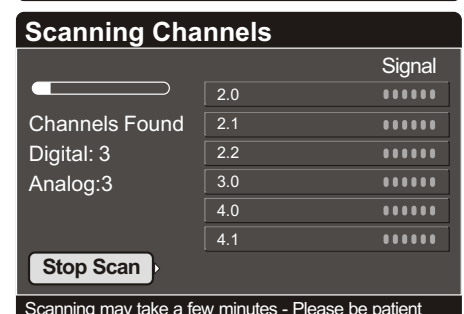 Scanning Channels
Signal
2.0
Channels Found
2.1
Digital: 3
2.2
Analog:3
3.0
4.0
4.1
Stop Scan
Scanning may take a few minutes - Please be patient